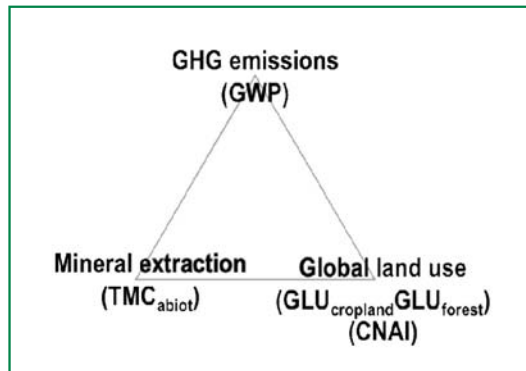 GHG emissions
(GWP)
Mineral extraction
(TMCabiot)
Global land use
(GLUcroplandGLUforest)
(CNAI)